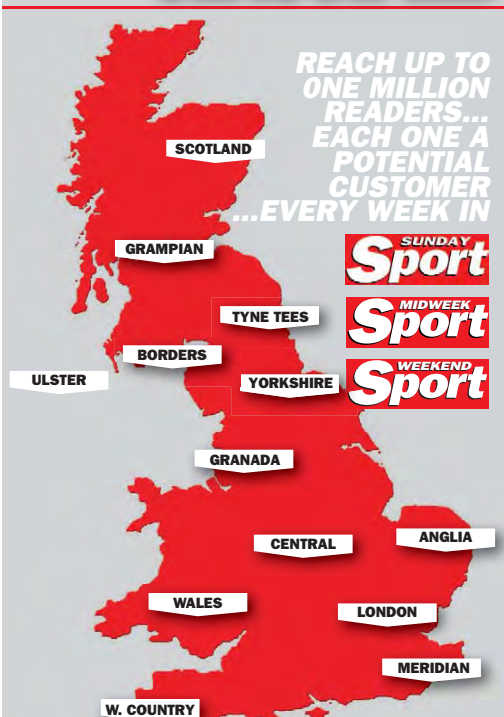 REACH UP TO
ONE MILLION
READERS...
EACH ONE A
POTENTIAL
CUSTOMER
...EVERY WEEK IN
SUNDAY
Sport
MIDWEEK
Sport
WEEKEND
Sport
SCOTLAND
GRAMPIAN
TYNE TEES
BORDERS
ULSTER
YORKSHIRE
GRANADA
ANGLIA
CENTRAL
WALES
LONDON
MERIDIAN
W. COUNTRY